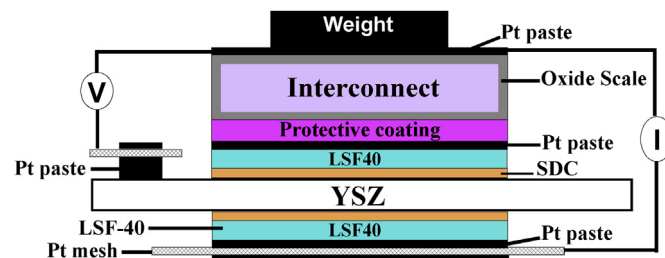 Weight
Pt paste
V
Interconnect
Oxide Scale
I
Protective coating
Pt paste
LSF40
Pt paste
SDC
YSZ
LSF-40
LSF40
Pt paste
Pt mesh